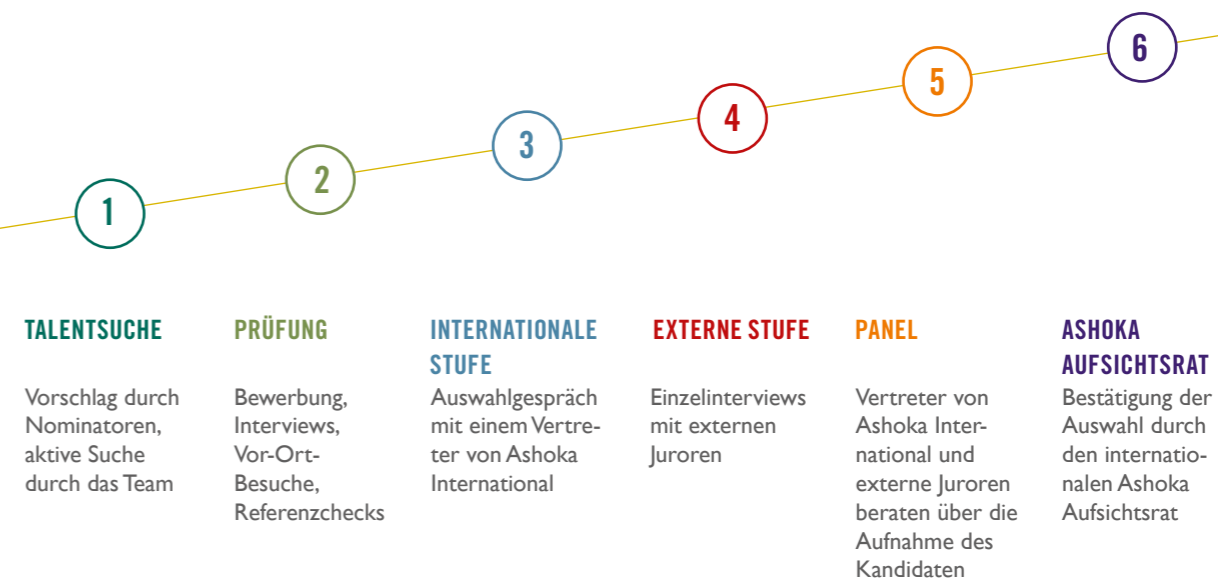 1
2
3
4
5
6
TALENTSUCHE
Vorschlag durch
Nominatoren,
aktive Suche
durch das Team
PRÜFUNG
Bewerbung,
Interviews,
Vor-Ort-
Besuche,
Referenzchecks
INTERNATIONALE
STUFE
Auswahlgespräch
mit einem Vertre-
ter von Ashoka
International
EXTERNE STUFE
Einzelinterviews
mit externen
Juroren
PANEL
Vertreter von
Ashoka Inter-
national und
externe Juroren
beraten über die
Aufnahme des
Kandidaten
ASHOKA
AUFSICHTSRAT
Bestätigung der
Auswahl durch
den internatio-
nalen Ashoka
Aufsichtsrat